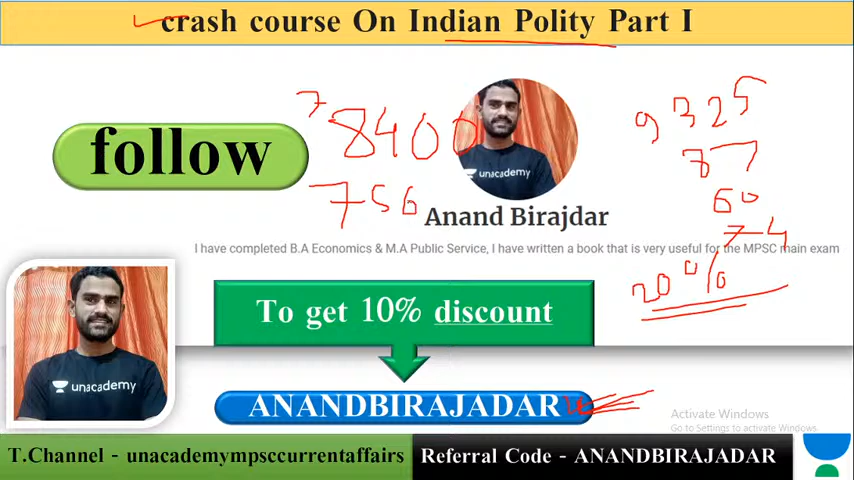 crash course On Indian Polity Part I
7
8400
756
9325
87
60
74
20%
follow
unacademy
Anand Birajdar
I have completed B.A Economics & M.A Public Service, I have written a book that is very useful for the MPSC main exam
unacademy
To get 10% discount
ANANDBIRAJADAR
Activate Windows
Go to Settings to activate Windows.
T.Channel - unacademympsccurrentaffairs
Referral Code - ANANDBIRAJADAR